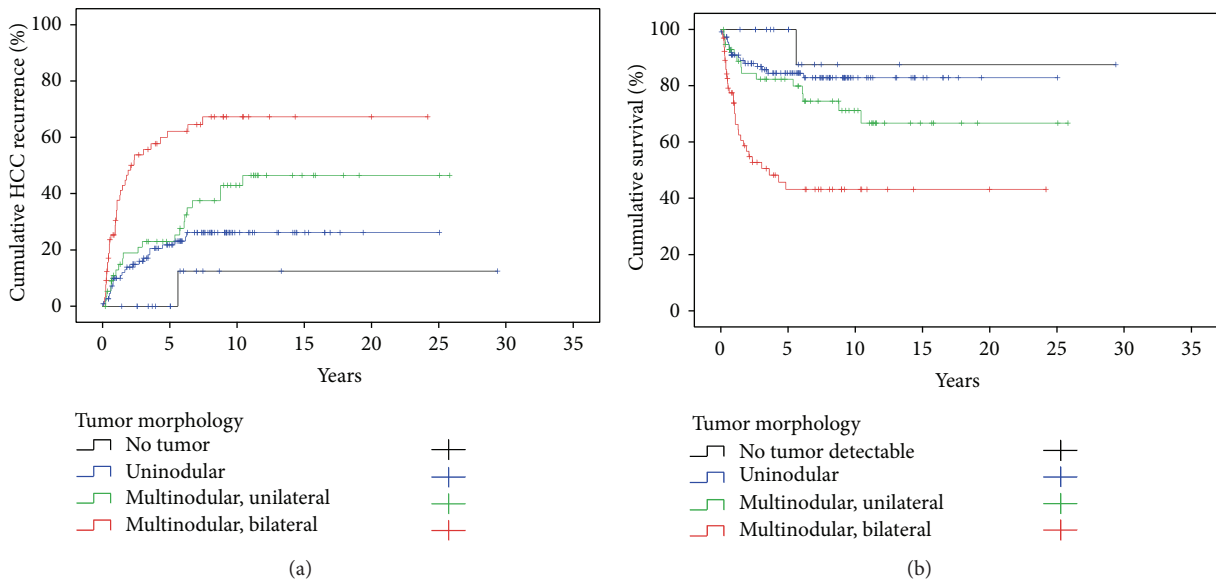 Cumulative HCC recurrence (%)
100
80
60
40
20
0
0 5 10 15 20 25 30 35
Years
Tumor morphology
No tumor
Uninodular
Multinodular, unilateral
Multinodular, bilateral
(a)
Cumulative survival (%)
100
80
60
40
20
0
0 5 10 15 20 25 30 35
Years
Tumor morphology
No tumor detectable
Uninodular
Multinodular, unilateral
Multinodular, bilateral
(b)